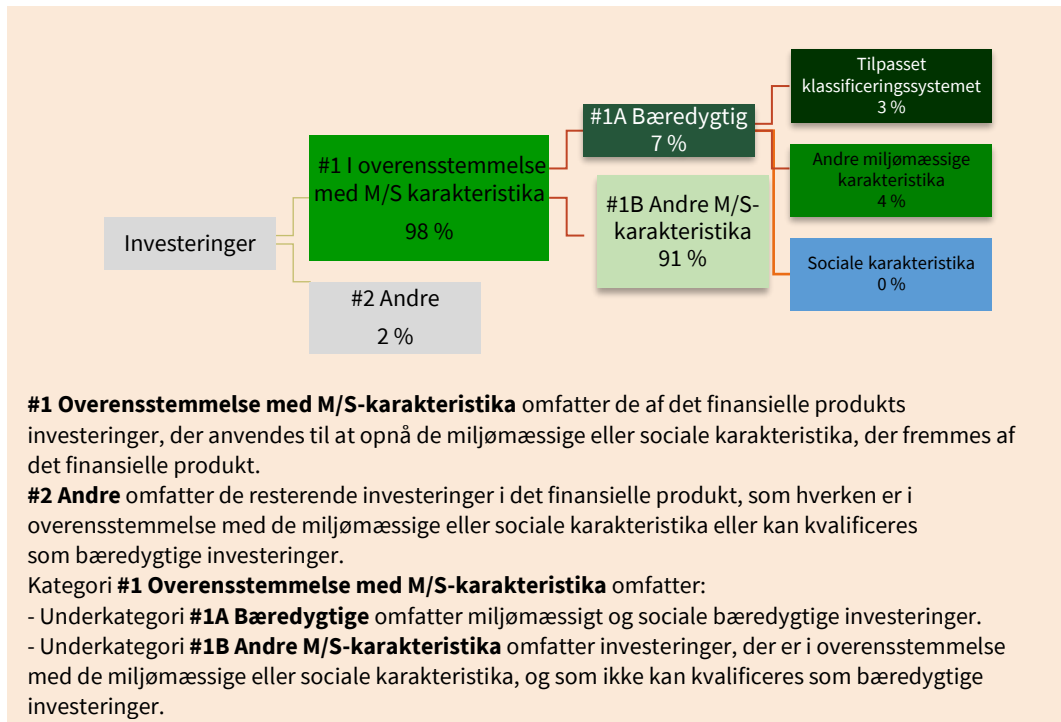 Investeringer
#1 I overensstemmelse
med M/S karakteristika
98 %
#2 Andre
2 %
#1A Bæredygtig
7 %
#1B Andre M/S-
karakteristika
91 %
Tilpasset
klassificeringssystemet
3 %
Andre miljømæssige
karakteristika
4 %
Sociale karakteristika
0 %
#1 Overensstemmelse med M/S-karakteristika omfatter de af det finansielle produkts
investeringer, der anvendes til at opnå de miljømæssige eller sociale karakteristika, der fremmes af
det finansielle produkt.
#2 Andre omfatter de resterende investeringer i det finansielle produkt, som hverken er i
overensstemmelse med de miljømæssige eller sociale karakteristika eller kan kvalificeres
som bæredygtige investeringer.
Kategori #1 Overensstemmelse med M/S-karakteristika omfatter:
- Underkategori #1A Bæredygtige omfatter miljømæssigt og sociale bæredygtige investeringer.
- Underkategori #1B Andre M/S-karakteristika omfatter investeringer, der er i overensstemmelse
med de miljømæssige eller sociale karakteristika, og som ikke kan kvalificeres som bæredygtige
investeringer.